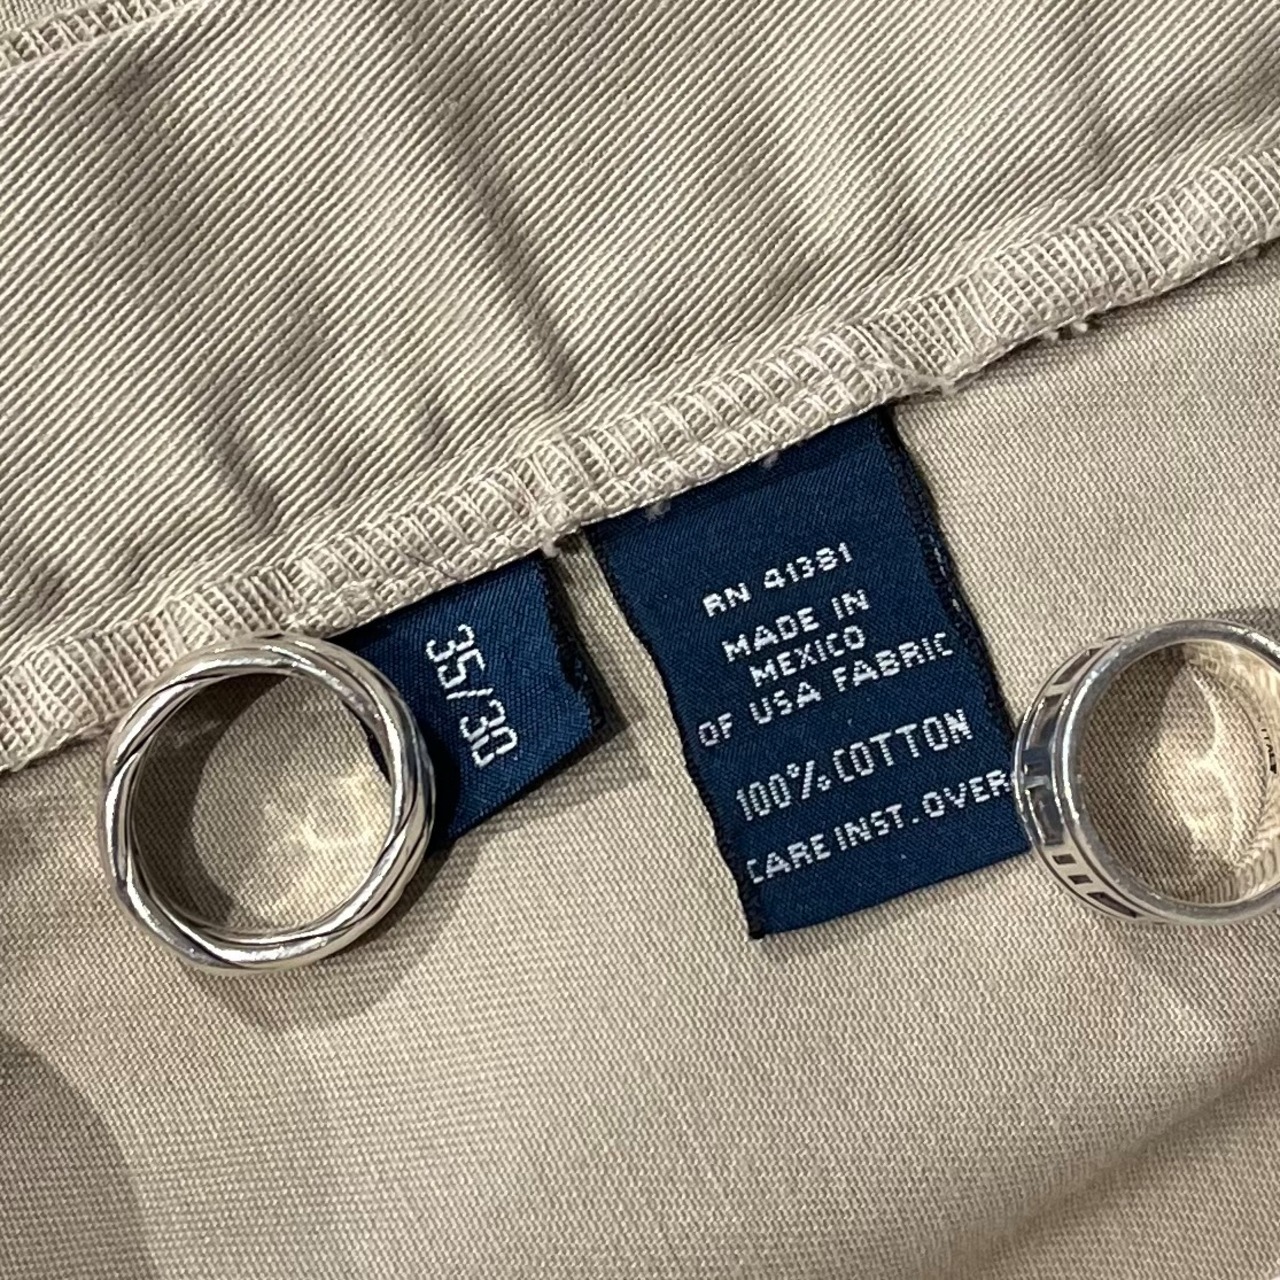 35/30
RN 41381
MADE IN
MEXICO
OF USA FABRIC
100% COTTON
CARE INST. OVER